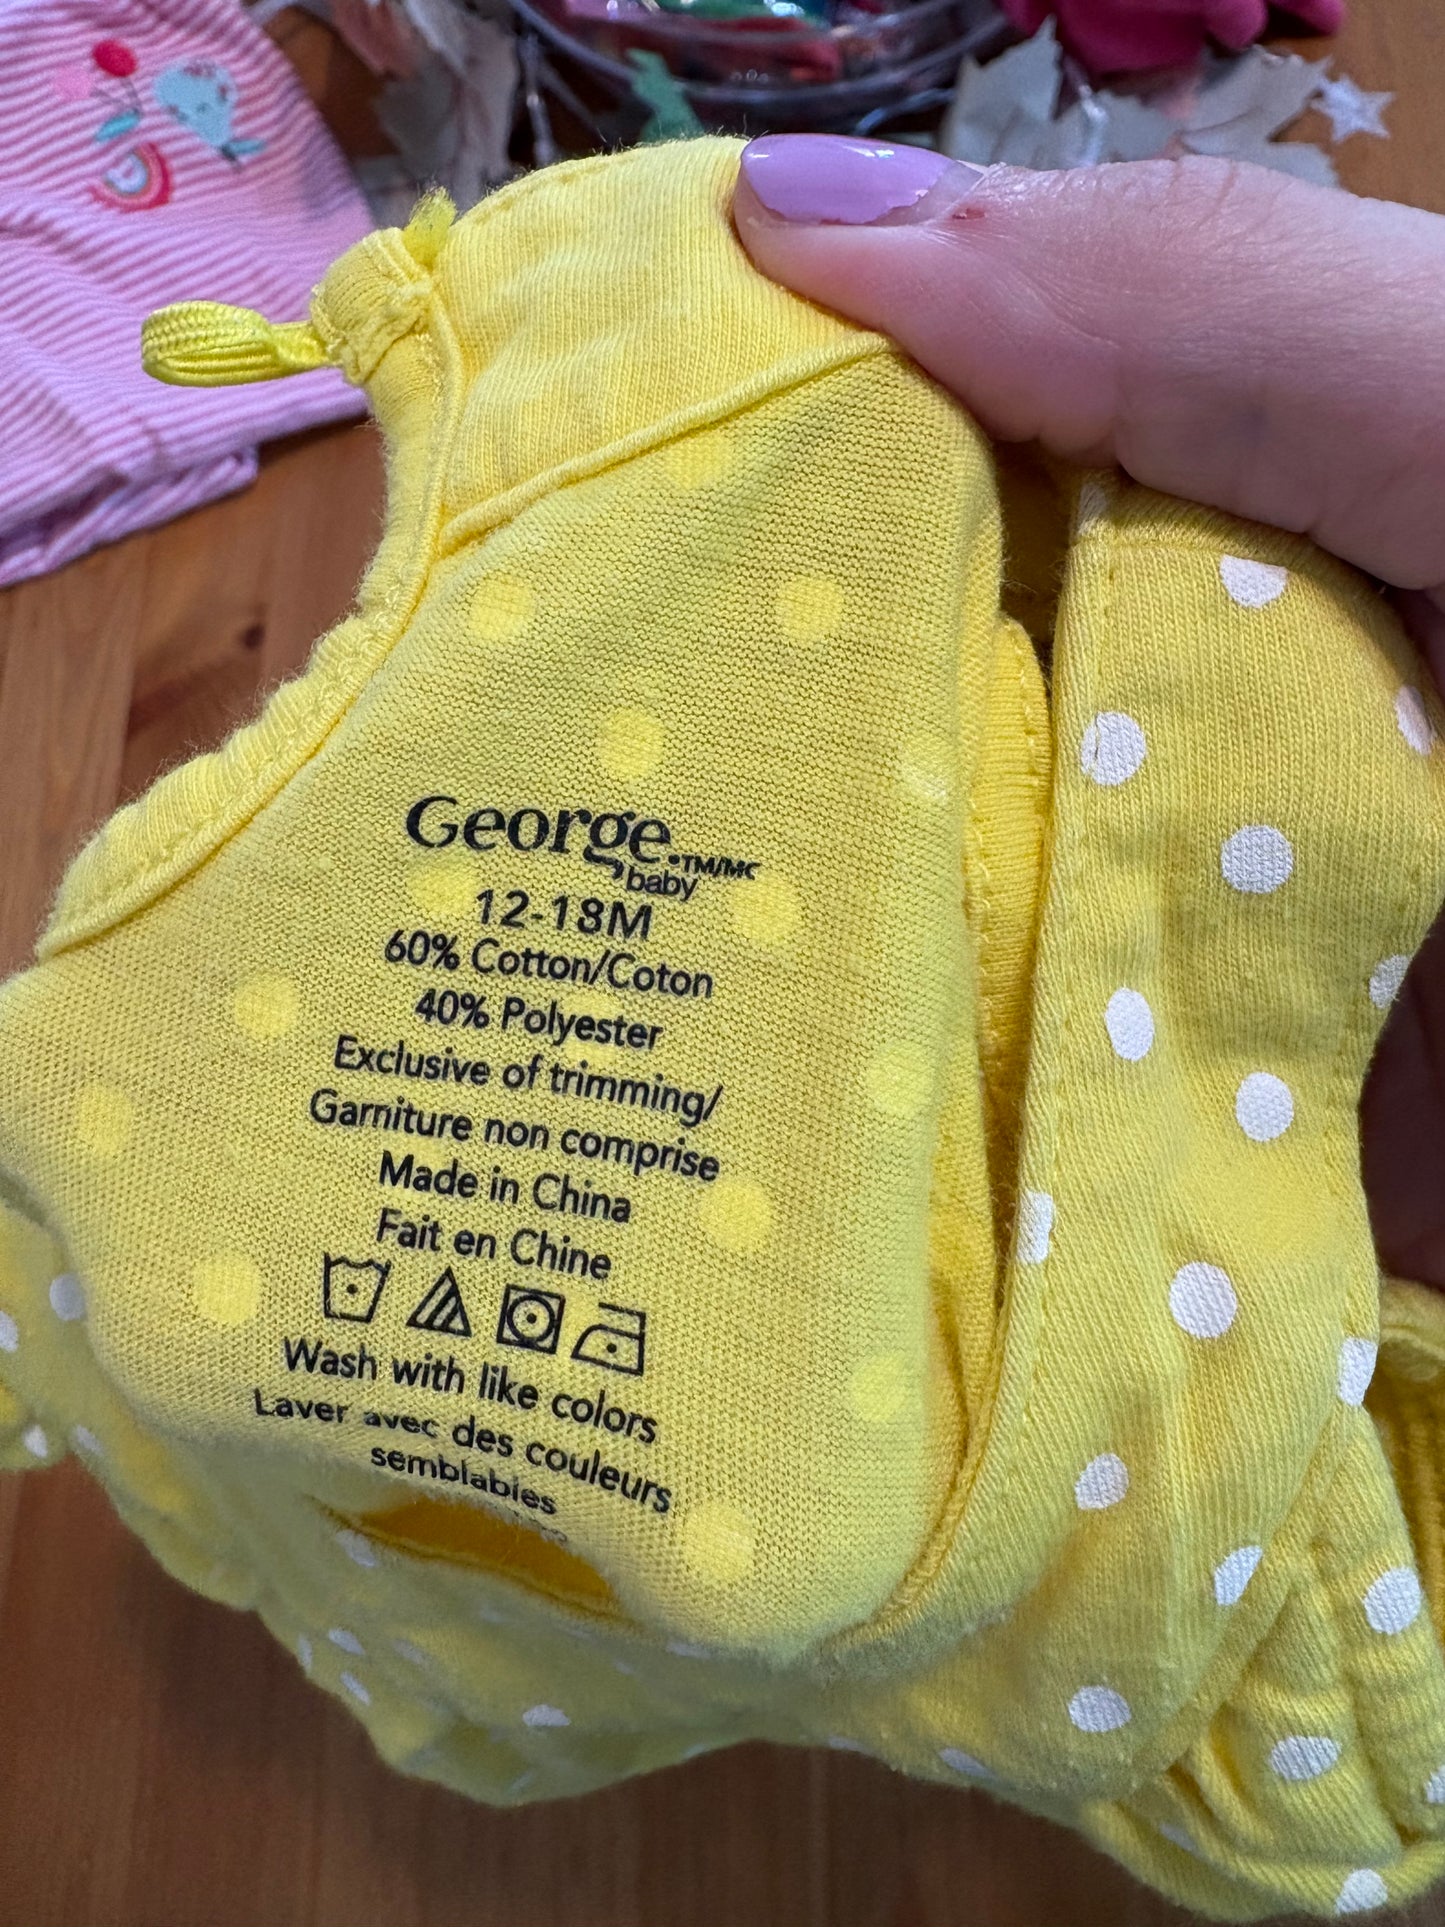 George.TM/MC
baby
12-18M
60% Cotton/Coton
40% Polyester
Exclusive of trimming/
Garniture non comprise
Made in China
Fait en Chine
Wash with like colors
Laver avec des couleurs
semblables